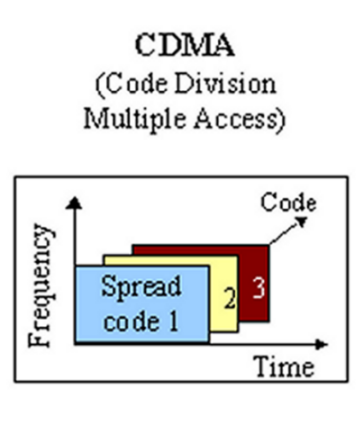 CDMA
(Code Division
Multiple Access)
Code
Frequency
Spread
code 1
2
3
Time